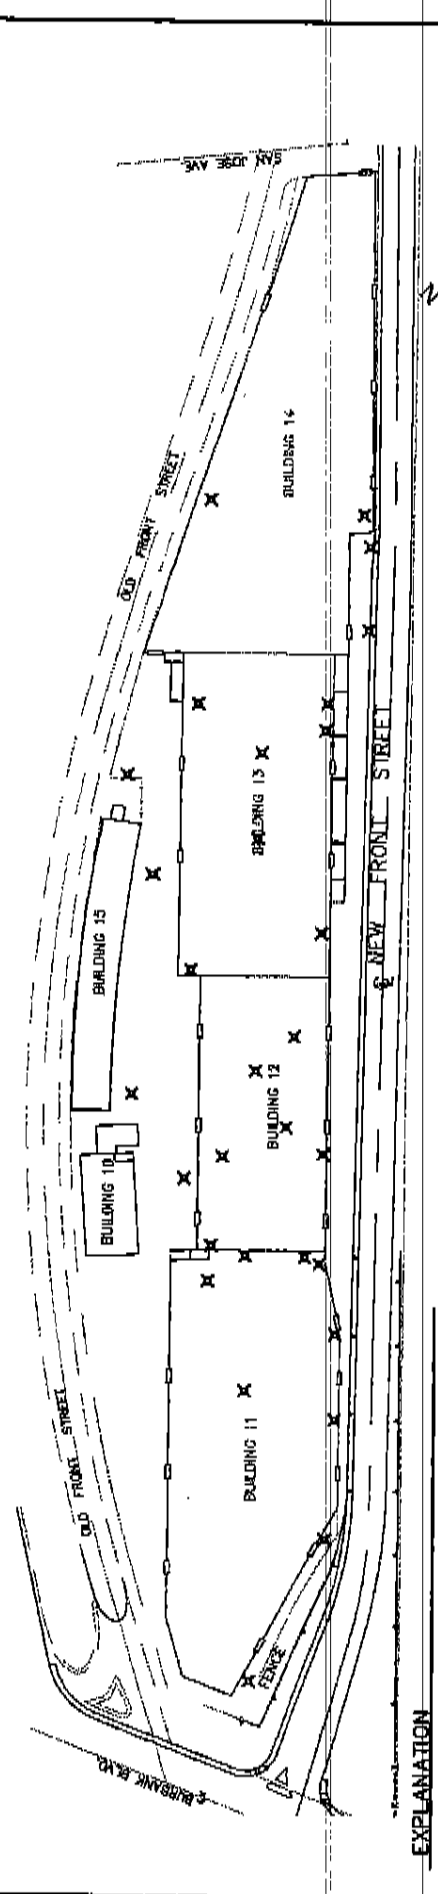 SAN JOSE AVE
OLD FRONT STREET
BUILDING 14
BUILDING 13
BUILDING 15
NEW FRONT STREET
BUILDING 12
BUILDING 10
BUILDING 11
OLD FRONT STREET
FENCE
℄ BURBANK BLVD.
EXPLANATION